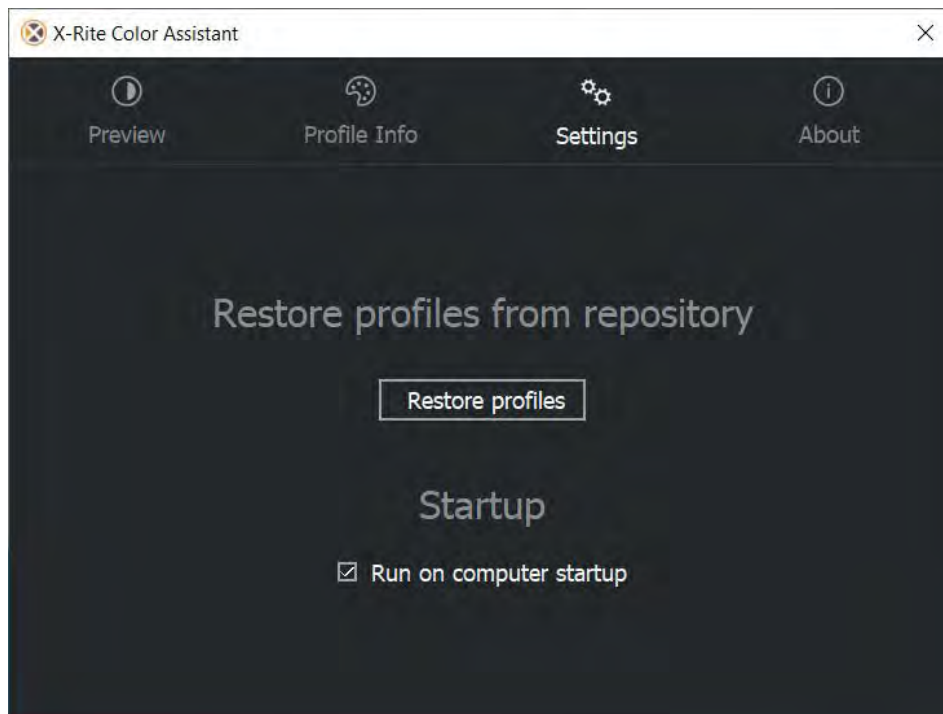 X-Rite Color Assistant
Preview
Profile Info
Settings
About
Restore profiles from repository
Restore profiles
Startup
Run on computer startup